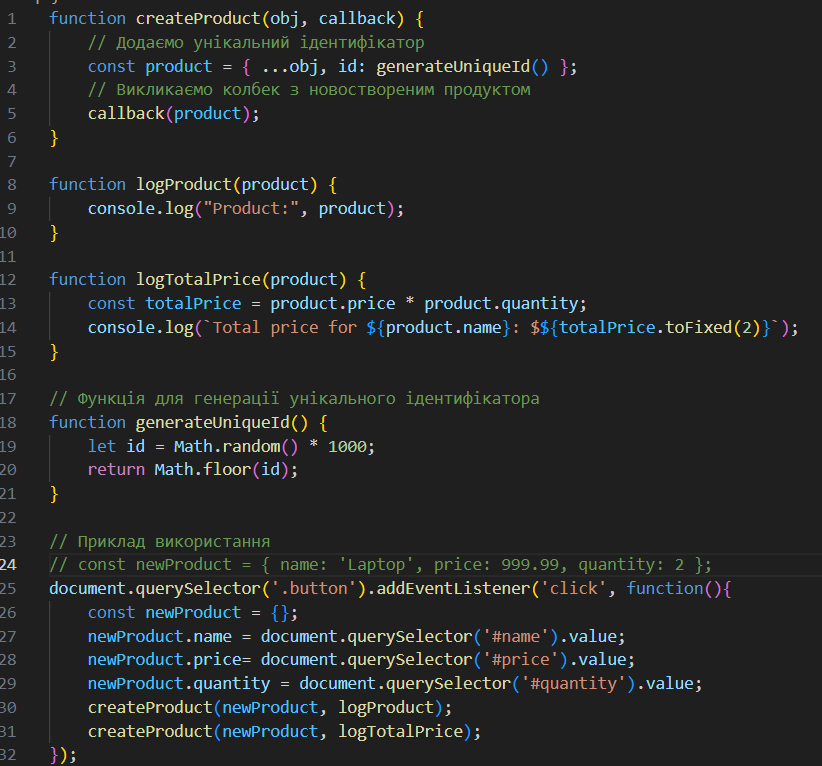 1 function createProduct(obj, callback) {
2     // Додаємо унікальний ідентифікатор
3     const product = { ...obj, id: generateUniqueId() };
4     // Викликаємо колбек з новоствореним продуктом
5     callback(product);
6 }
7
8 function logProduct(product) {
9     console.log("Product:", product);
10 }
11
12 function logTotalPrice(product) {
13     const totalPrice = product.price * product.quantity;
14     console.log(`Total price for ${product.name}: $${totalPrice.toFixed(2)}`);
15 }
16
17 // Функція для генерації унікального ідентифікатора
18 function generateUniqueId() {
19     let id = Math.random() * 1000;
20     return Math.floor(id);
21 }
22
23 // Приклад використання
24 // const newProduct = { name: 'Laptop', price: 999.99, quantity: 2 };
25 document.querySelector('.button').addEventListener('click', function(){
26     const newProduct = {};
27     newProduct.name = document.querySelector('#name').value;
28     newProduct.price= document.querySelector('#price').value;
29     newProduct.quantity = document.querySelector('#quantity').value;
30     createProduct(newProduct, logProduct);
31     createProduct(newProduct, logTotalPrice);
32 });